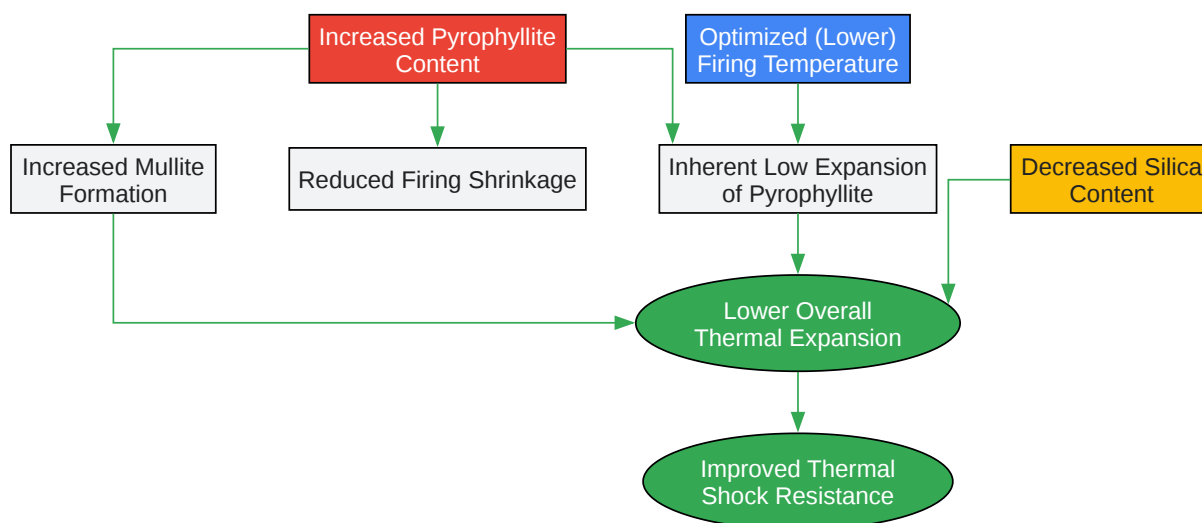 Increased Pyrophyllite
Content
Optimized (Lower)
Firing Temperature
Increased Mullite
Formation
Reduced Firing Shrinkage
Inherent Low Expansion
of Pyrophyllite
Decreased Silica
Content
Lower Overall
Thermal Expansion
Improved Thermal
Shock Resistance